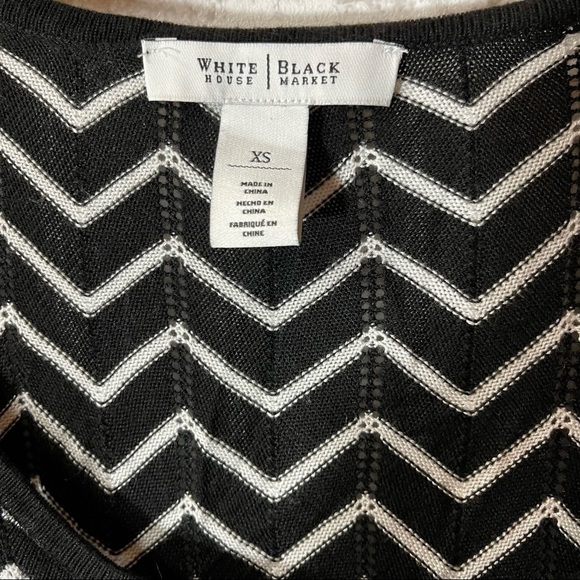 WHITE | BLACK
HOUSE | MARKET
XS
MADE IN
CHINA
HECHO EN
CHINA
FABRIQUÉ EN
CHINE